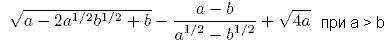 √(a − 2a^{1/2}b^{1/2} + b) − (a − b)/(a^{1/2} − b^{1/2}) + √(4a) при a > b